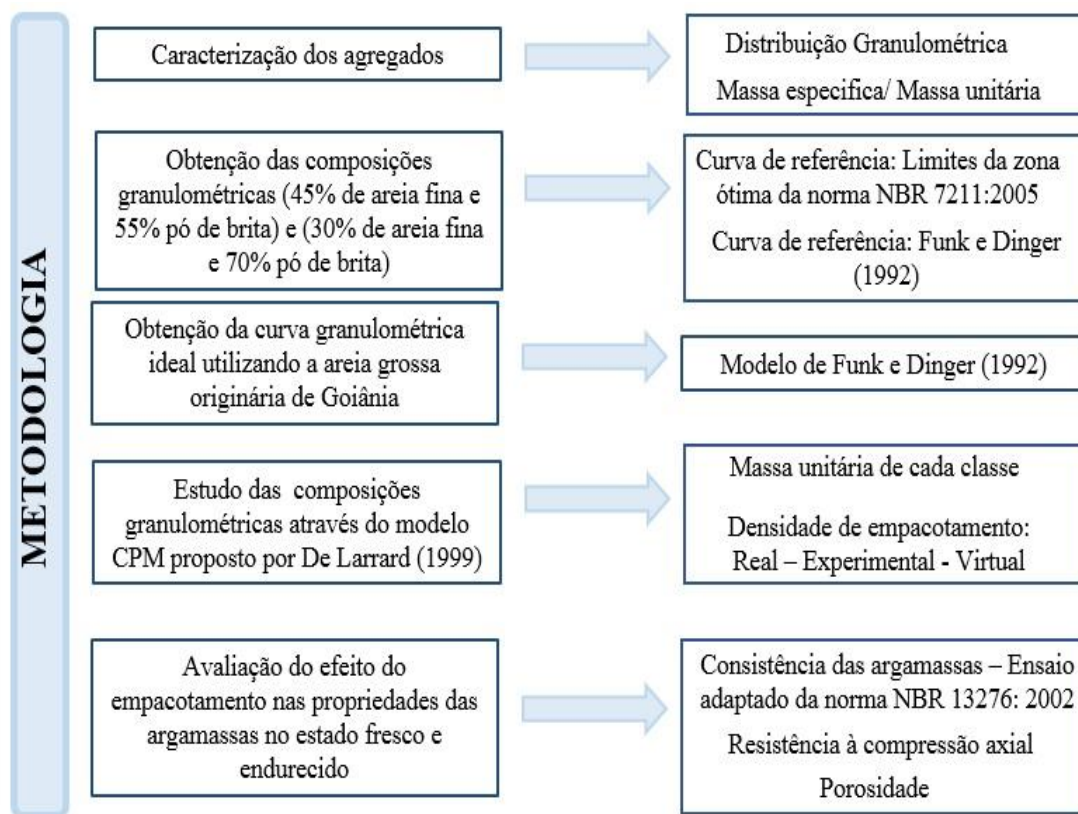 METODOLOGIA
Caracterização dos agregados
Distribuição Granulométrica
Massa especifica/ Massa unitária
Obtenção das composições
granulométricas (45% de areia fina e
55% pó de brita) e (30% de areia fina
e 70% pó de brita)
Curva de referência: Limites da zona
ótima da norma NBR 7211:2005
Curva de referência: Funk e Dinger
(1992)
Obtenção da curva granulométrica
ideal utilizando a areia grossa
originária de Goiânia
Modelo de Funk e Dinger (1992)
Estudo das composições
granulométricas através do modelo
CPM proposto por De Larrard (1999)
Massa unitária de cada classe
Densidade de empacotamento:
Real – Experimental - Virtual
Avaliação do efeito do
empacotamento nas propriedades das
argamassas no estado fresco e
endurecido
Consistência das argamassas – Ensaio
adaptado da norma NBR 13276: 2002
Resistência à compressão axial
Porosidade